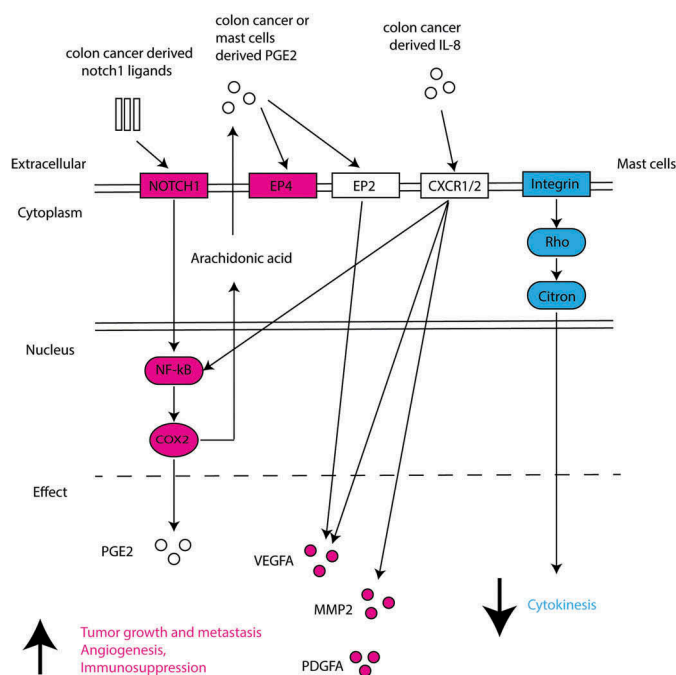 colon cancer derived
notch1 ligands
colon cancer or
mast cells
derived PGE2
colon cancer
derived IL-8
Extracellular
Mast cells
NOTCH1
EP4
EP2
CXCR1/2
Integrin
Cytoplasm
Rho
Arachidonic acid
Citron
Nucleus
NF-kB
COX2
Effect
PGE2
VEGFA
MMP2
Cytokinesis
Tumor growth and metastasis
Angiogenesis,
Immunosuppression
PDGFA